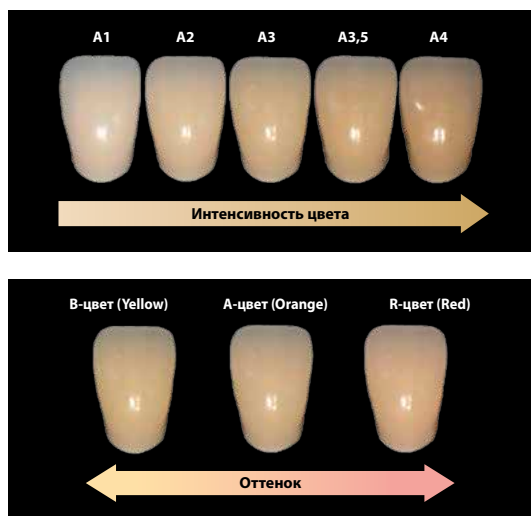 A1 A2 A3 A3,5 A4
Интенсивность цвета
B-цвет (Yellow) A-цвет (Orange) R-цвет (Red)
Оттенок